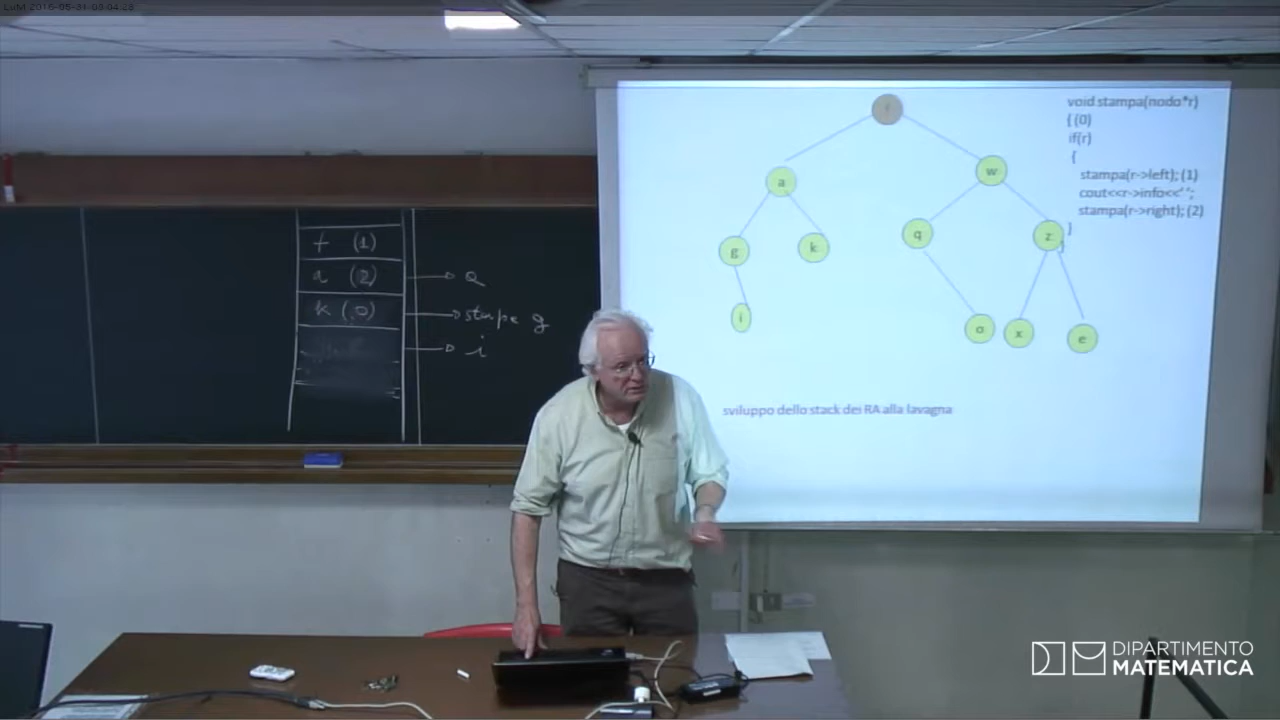 LuM 2016-05-31 03:04:28
f (1)
a (2)
a
k (0)
stampa g
i
f
a
w
g
k
q
z
i
o
x
e
void stampa(nodo*r)
{ (0)
if(r)
{
stampa(r->left); (1)
cout<<r->info<<' ';
stampa(r->right); (2)
}
}
sviluppo dello stack dei RA alla lavagna
DIPARTIMENTO
MATEMATICA